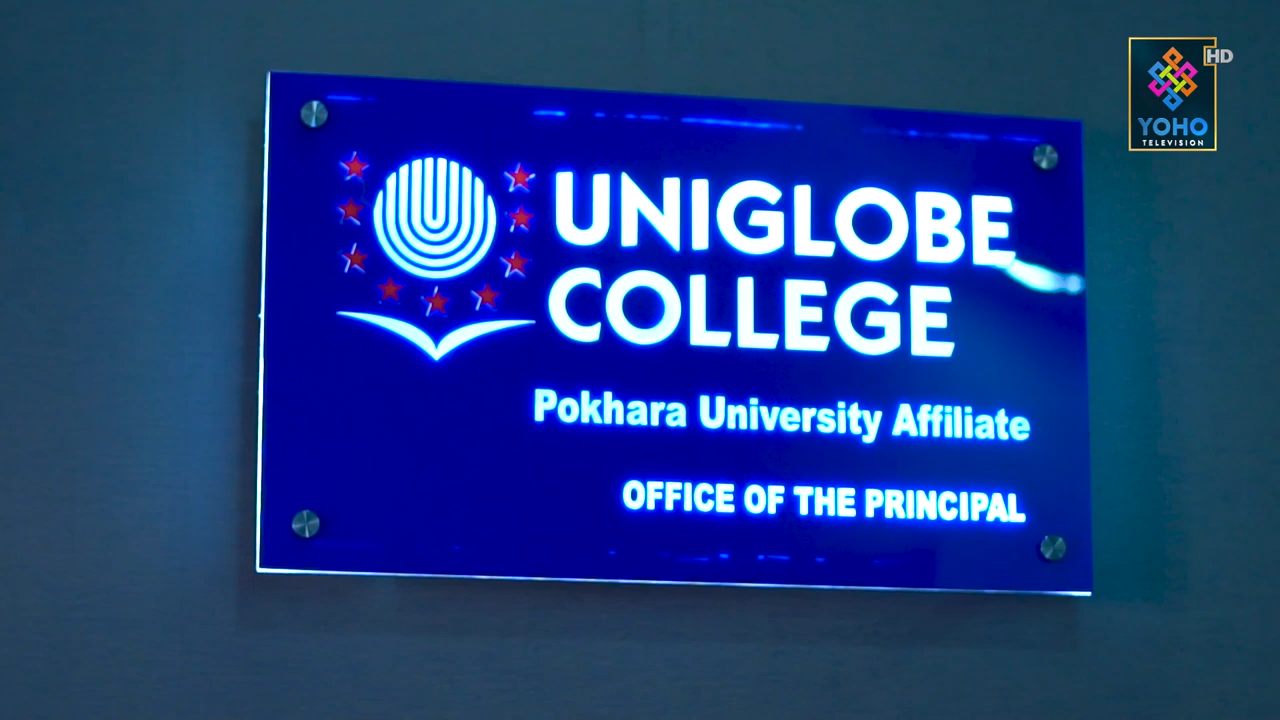 UNIGLOBE
COLLEGE
Pokhara University Affiliate
OFFICE OF THE PRINCIPAL
HD
YOHO
TELEVISION